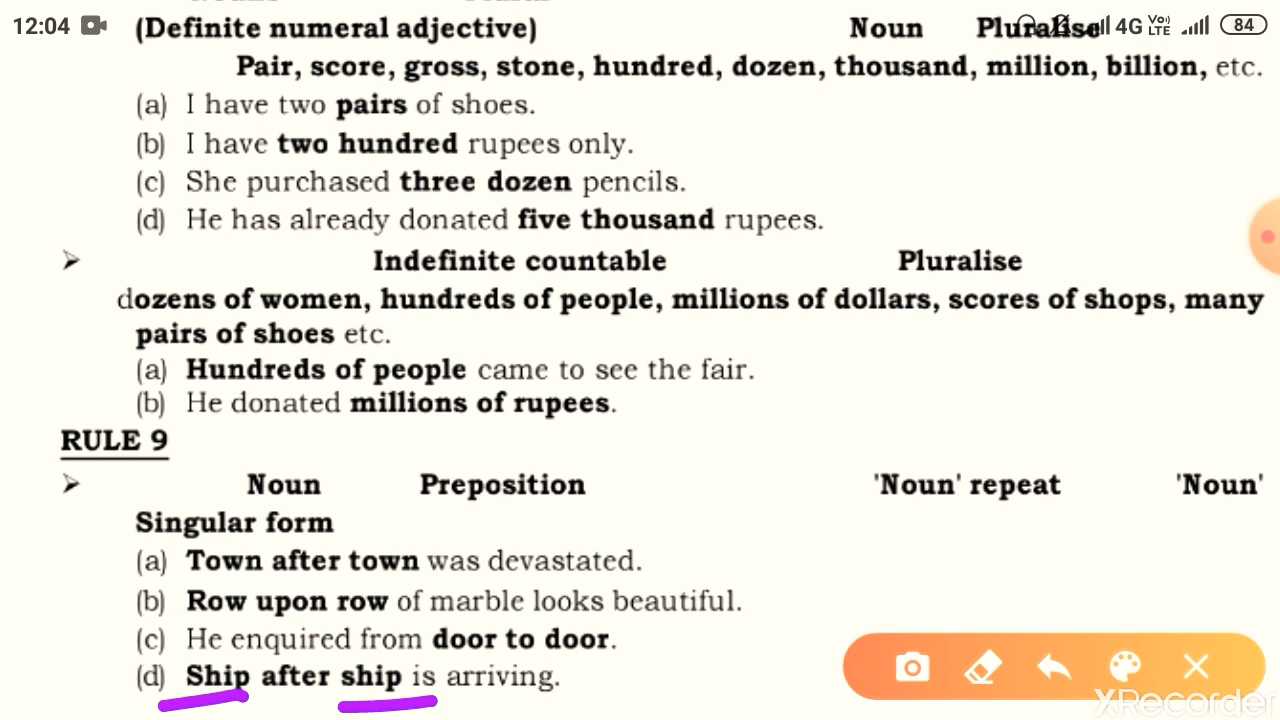 12:04 4G Vo) LTE 84
(Definite numeral adjective) Noun Pluralise
Pair, score, gross, stone, hundred, dozen, thousand, million, billion, etc.
(a) I have two pairs of shoes.
(b) I have two hundred rupees only.
(c) She purchased three dozen pencils.
(d) He has already donated five thousand rupees.
➢ Indefinite countable Pluralise
dozens of women, hundreds of people, millions of dollars, scores of shops, many
pairs of shoes etc.
(a) Hundreds of people came to see the fair.
(b) He donated millions of rupees.
RULE 9
➢ Noun Preposition 'Noun' repeat 'Noun'
Singular form
(a) Town after town was devastated.
(b) Row upon row of marble looks beautiful.
(c) He enquired from door to door.
(d) Ship after ship is arriving.
XRecorder